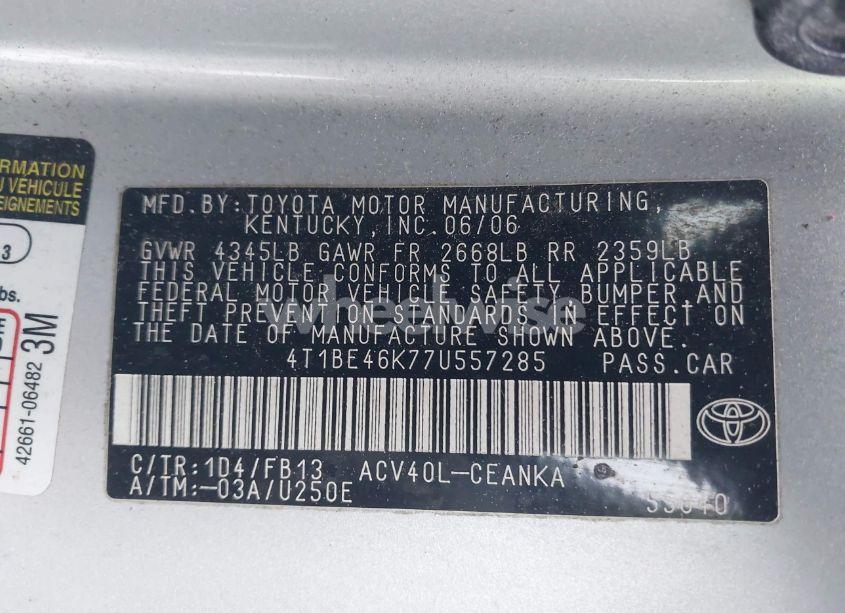 RMATION
U VEHICULE
EIGNEMENTS
3
bs.
3M
42661-06482
MFD.BY:TOYOTA MOTOR MANUFACTURING,
KENTUCKY,INC.06/06
GVWR 4345LB GAWR FR 2668LB RR 2359LB
THIS VEHICLE CONFORMS TO ALL APPLICABLE
FEDERAL MOTOR VEHICLE SAFETY,BUMPER,AND
THEFT PREVENTION STANDARDS IN EFFECT ON
THE DATE OF MANUFACTURE SHOWN ABOVE.
4T1BE46K77U557285 PASS.CAR
C/TR:1D4/FB13 ACV40L-CEANKA
A/TM:-03A/U250E
wheelwise